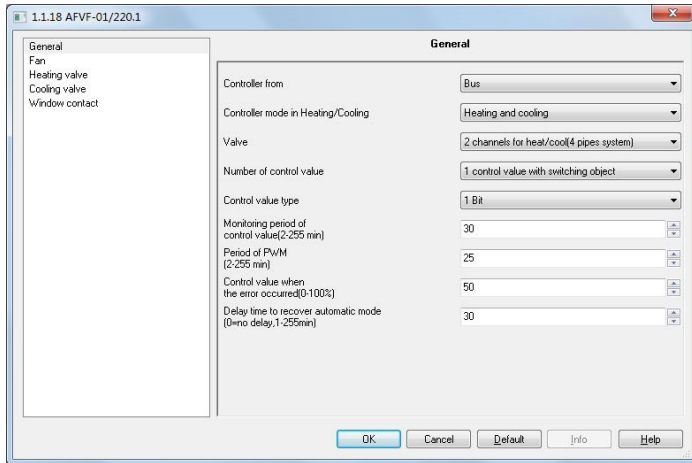 1.1.18 AFVF-01/220.1
General
Fan
Heating valve
Cooling valve
Window contact
General
Controller from
Bus
Controller mode in Heating/Cooling
Heating and cooling
Valve
2 channels for heat/cool(4 pipes system)
Number of control value
1 control value with switching object
Control value type
1 Bit
Monitoring period of
control value(2-255 min)
30
Period of PWM
(2-255 min)
25
Control value when
the error occurred(0-100%)
50
Delay time to recover automatic mode
(0=no delay,1-255min)
30
OK
Cancel
Default
Info
Help